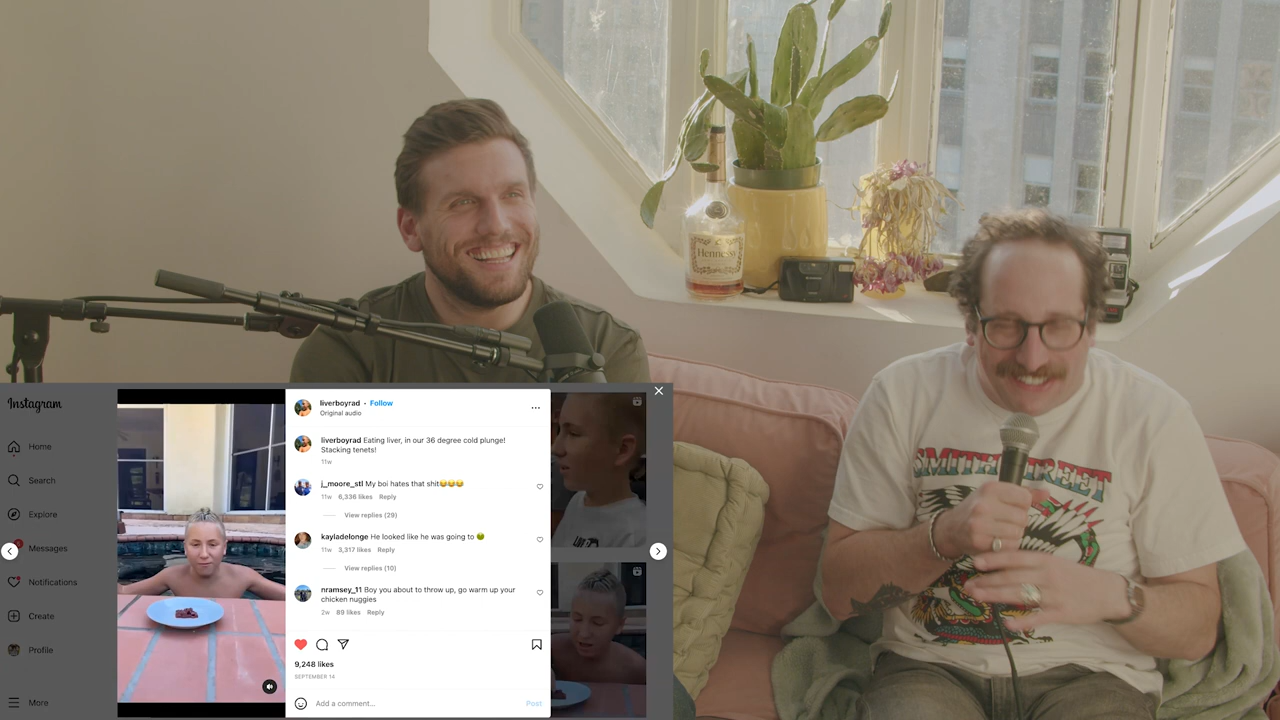 Hennessy
SMITH STREET
Instagram
Home
Search
Explore
Messages
Notifications
Create
Profile
More
liverboyrad • Follow
Original audio
liverboyrad Eating liver, in our 36 degree cold plunge!
Stacking tenets!
11w
j_moore_stl My boi hates that shit😂😂😂
11w 6,336 likes Reply
View replies (29)
kayladelonge He looked like he was going to 🤢
11w 3,317 likes Reply
View replies (10)
nramsey_11 Boy you about to throw up, go warm up your
chicken nuggies
2w 89 likes Reply
9,248 likes
SEPTEMBER 14
Add a comment...
Post